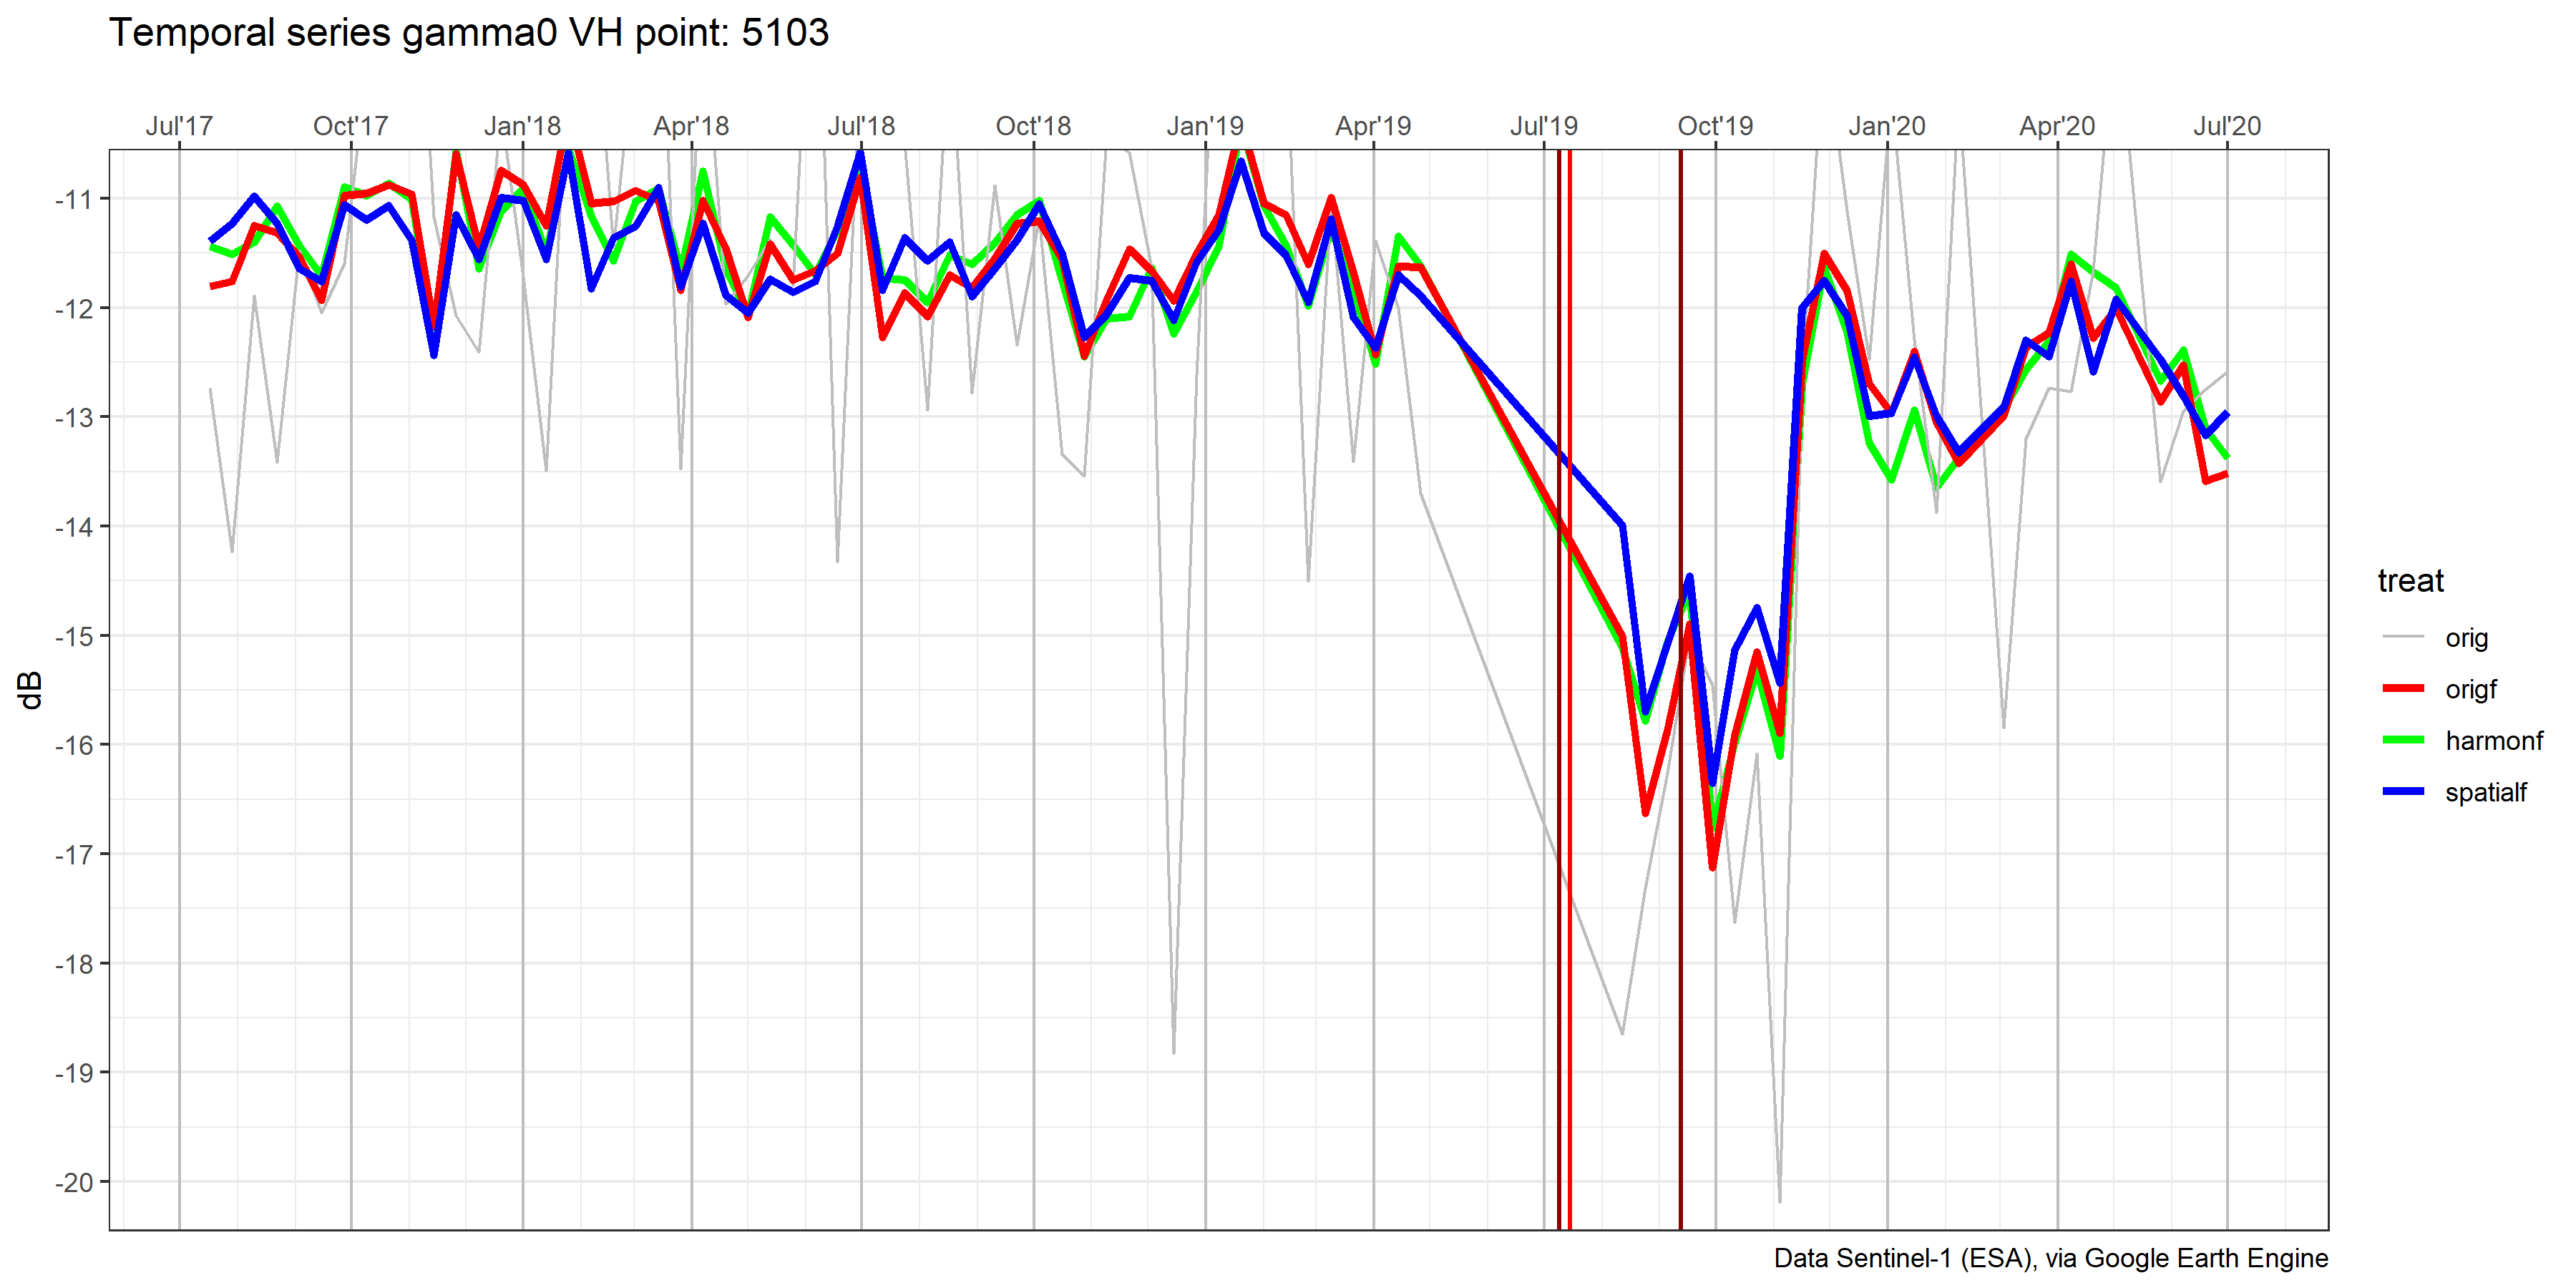 Temporal series gamma0 VH point: 5103
Jul'17 Oct'17 Jan'18 Apr'18 Jul'18 Oct'18 Jan'19 Apr'19 Jul'19 Oct'19 Jan'20 Apr'20 Jul'20
-11
-12
-13
-14
-15
-16
-17
-18
-19
-20
dB
treat
orig
origf
harmonf
spatialf
Data Sentinel-1 (ESA), via Google Earth Engine